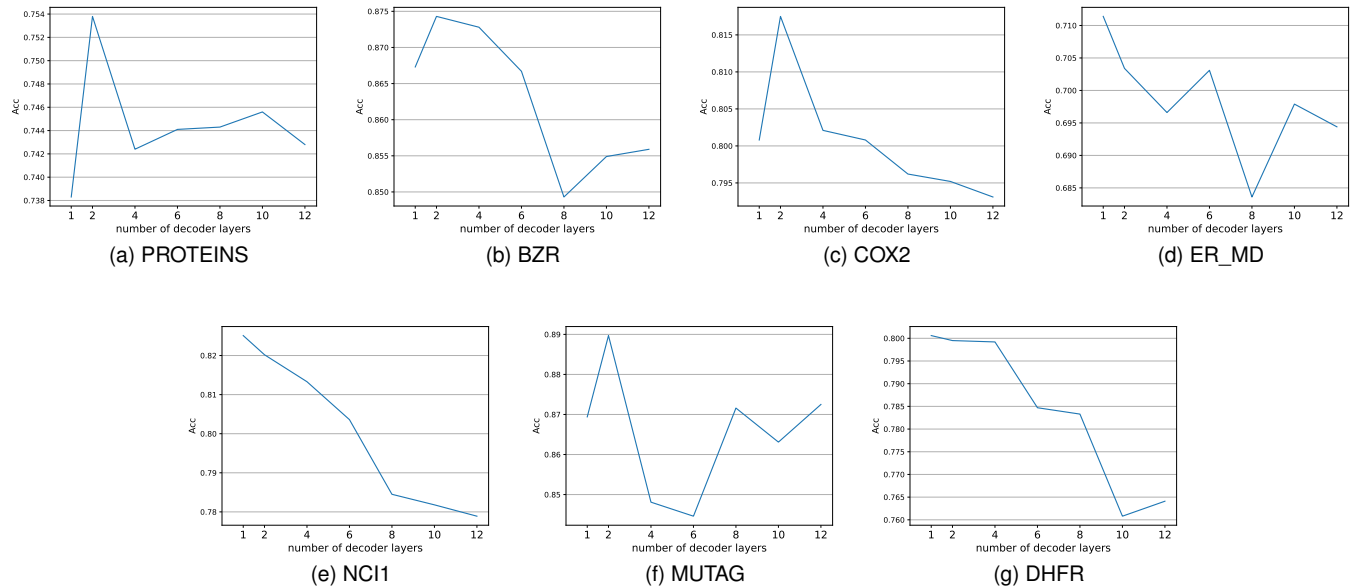 0.754
0.752
0.750
0.748
0.746
0.744
0.742
0.740
0.738
Acc
1 2 4 6 8 10 12
number of decoder layers
(a) PROTEINS
0.875
0.870
0.865
0.860
0.855
0.850
Acc
1 2 4 6 8 10 12
number of decoder layers
(b) BZR
0.815
0.810
0.805
0.800
0.795
Acc
1 2 4 6 8 10 12
number of decoder layers
(c) COX2
0.710
0.705
0.700
0.695
0.690
0.685
Acc
1 2 4 6 8 10 12
number of decoder layers
(d) ER_MD
0.82
0.81
0.80
0.79
0.78
Acc
1 2 4 6 8 10 12
number of decoder layers
(e) NCI1
0.89
0.88
0.87
0.86
0.85
Acc
1 2 4 6 8 10 12
number of decoder layers
(f) MUTAG
0.800
0.795
0.790
0.785
0.780
0.775
0.770
0.765
0.760
Acc
1 2 4 6 8 10 12
number of decoder layers
(g) DHFR